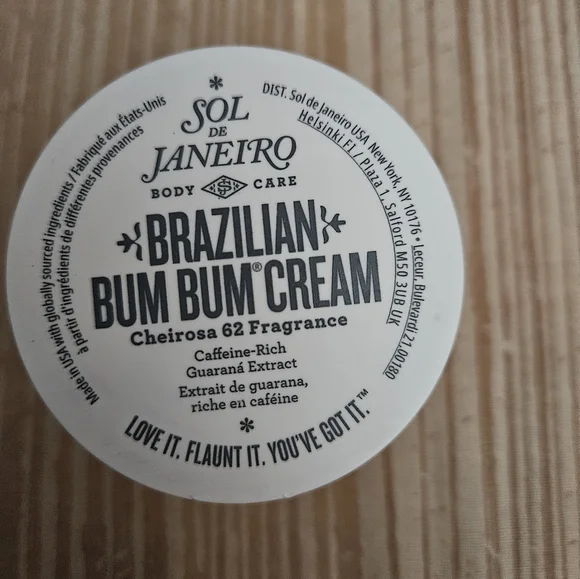 SOL
DE
JANEIRO
BODY CARE
BRAZILIAN
BUM BUM® CREAM
Cheirosa 62 Fragrance
Caffeine-Rich
Guaraná Extract
Extrait de guarana,
riche en caféine
LOVE IT. FLAUNT IT. YOU'VE GOT IT.™
Made in USA with globally sourced ingredients / Fabriqué aux États-Unis
à partir d'ingrédients de différentes provenances
DIST. Sol de Janeiro USA New York, NY 10176 • Leceur, Bulevardi 21,00180
Helsinki FI / Plaza 1, Salford M50 3UB UK